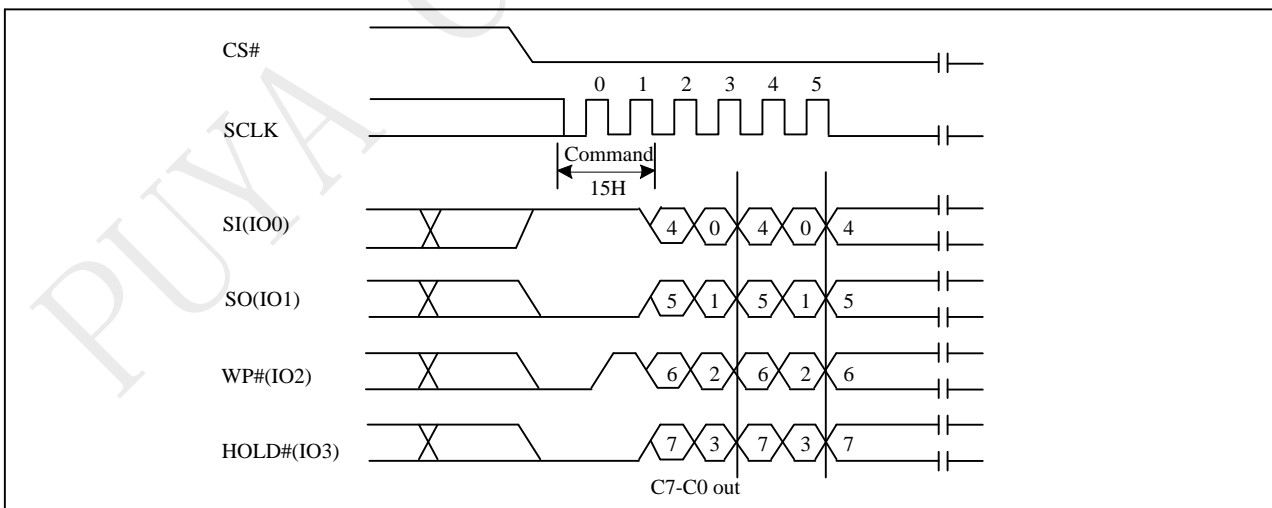 PUYA
CS#
0 1 2 3 4 5
SCLK
Command
15H
SI(IO0) 4 0 4 0 4
SO(IO1) 5 1 5 1 5
WP#(IO2) 6 2 6 2 6
HOLD#(IO3) 7 3 7 3 7
C7-C0 out